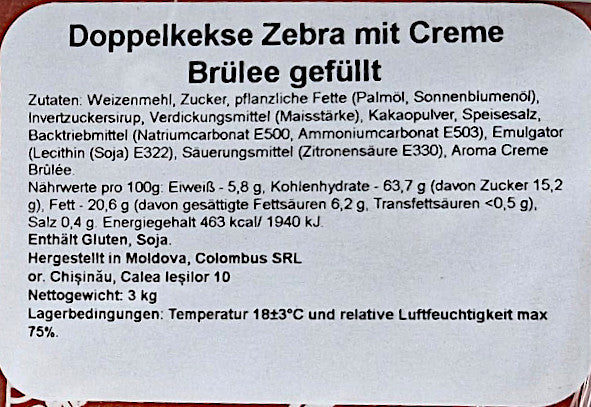 Doppelkekse Zebra mit Creme
Brülee gefüllt
Zutaten: Weizenmehl, Zucker, pflanzliche Fette (Palmöl, Sonnenblumenöl),
Invertzuckersirup, Verdickungsmittel (Maisstärke), Kakaopulver, Speisesalz,
Backtriebmittel (Natriumcarbonat E500, Ammoniumcarbonat E503), Emulgator
(Lecithin (Soja) E322), Säuerungsmittel (Zitronensäure E330), Aroma Creme
Brûlée.
Nährwerte pro 100g: Eiweiß - 5,8 g, Kohlenhydrate - 63,7 g (davon Zucker 15,2
g), Fett - 20,6 g (davon gesättigte Fettsäuren 6,2 g, Transfettsäuren <0,5 g),
Salz 0,4 g. Energiegehalt 463 kcal/ 1940 kJ.
Enthält Gluten, Soja.
Hergestellt in Moldova, Colombus SRL
or. Chișinău, Calea Ieșilor 10
Nettogewicht: 3 kg
Lagerbedingungen: Temperatur 18±3°C und relative Luftfeuchtigkeit max
75%.